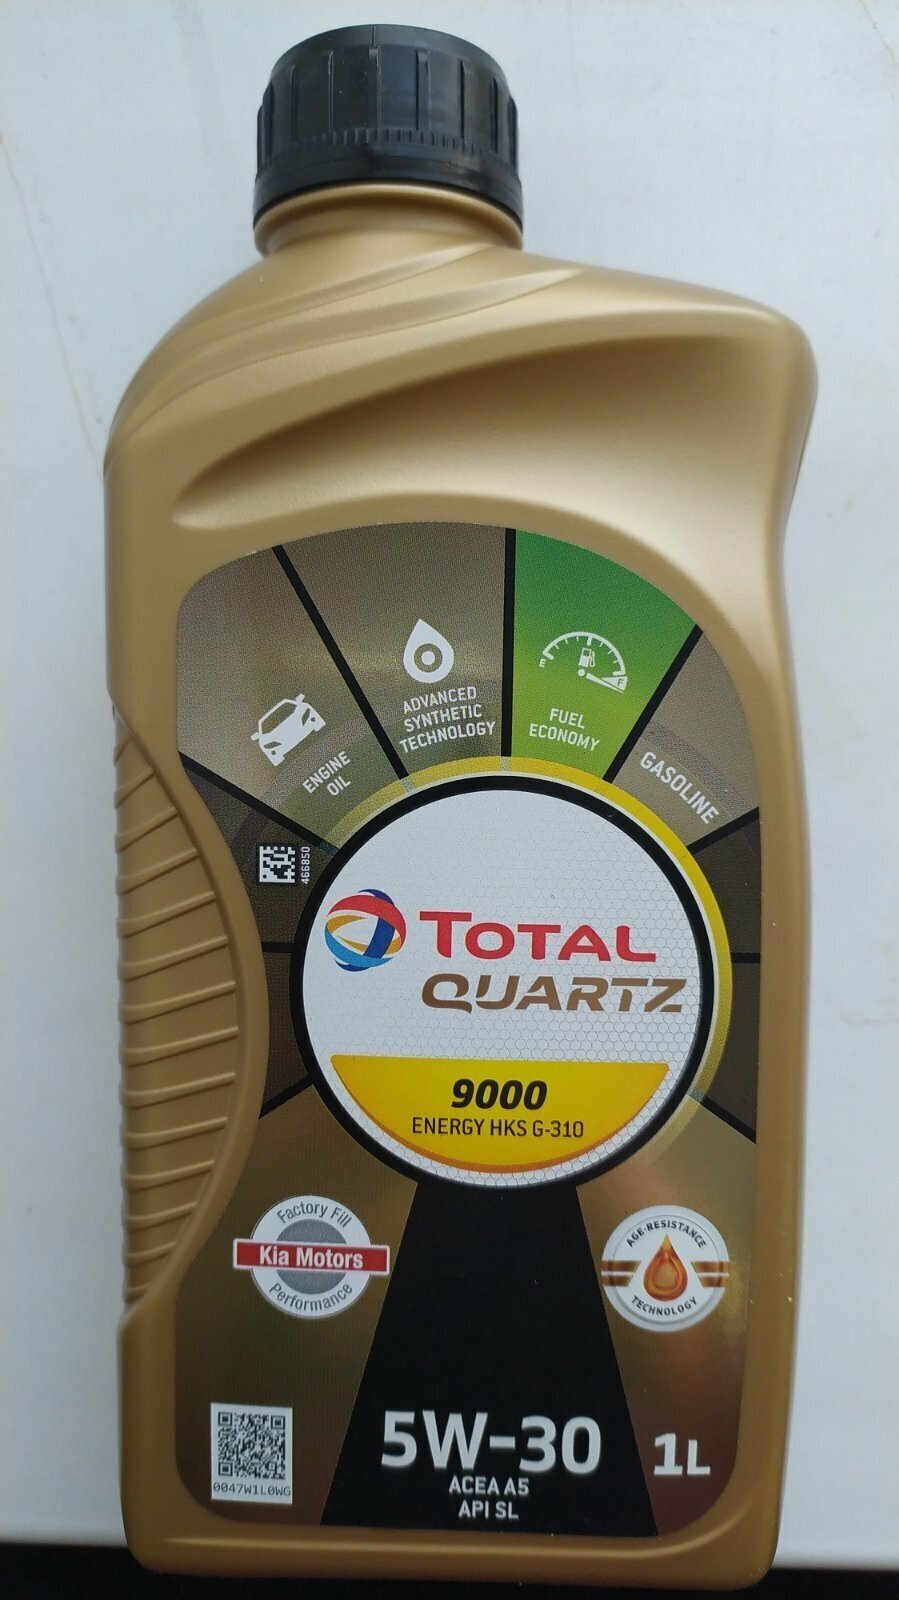 ENGINE
OIL
ADVANCED
SYNTHETIC
TECHNOLOGY
E
F
FUEL
ECONOMY
GASOLINE
466850
TOTAL
QUARTZ
9000
ENERGY HKS G-310
Factory Fill
Kia Motors
Performance
AGE-RESISTANCE
TECHNOLOGY
0047W1L0WG
5W-30
1L
ACEA A5
API SL